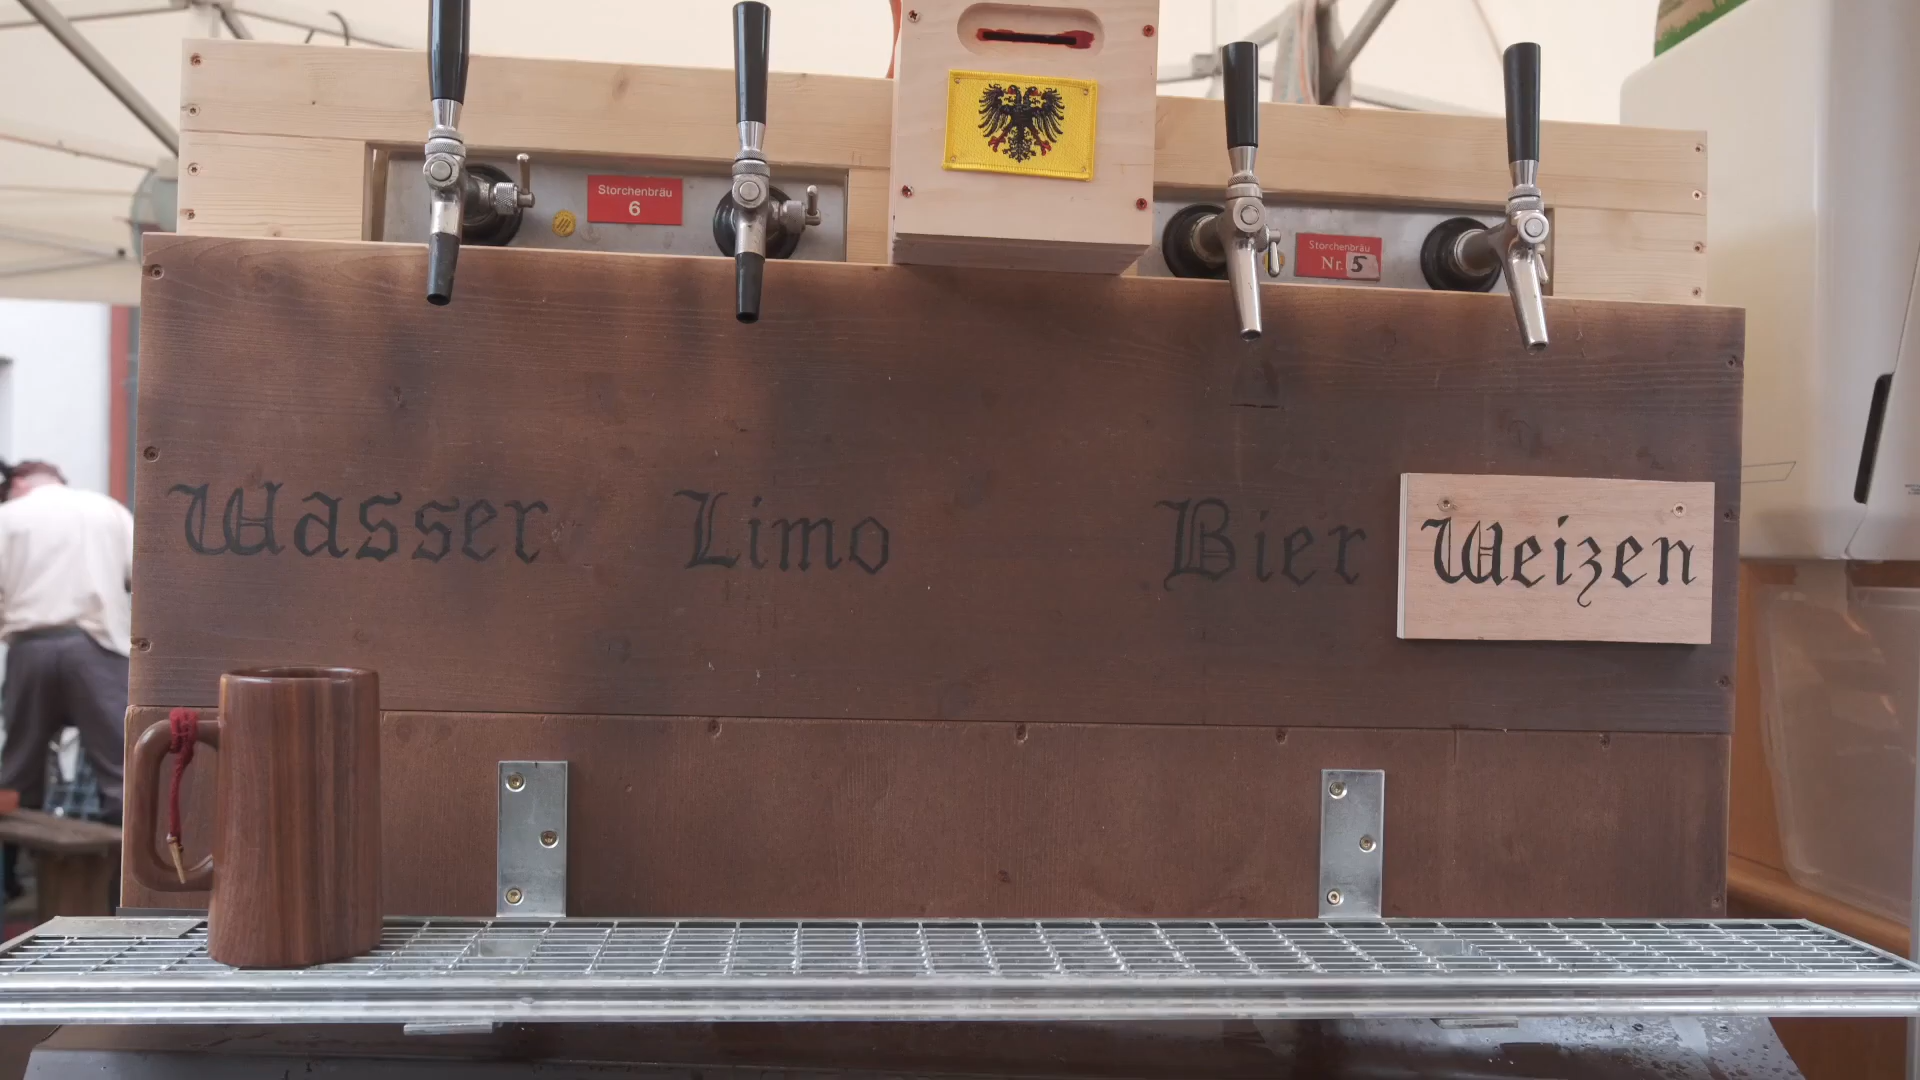 Storchenbräu
6
Storchenbräu
Nr. 5
Wasser Limo Bier Weizen